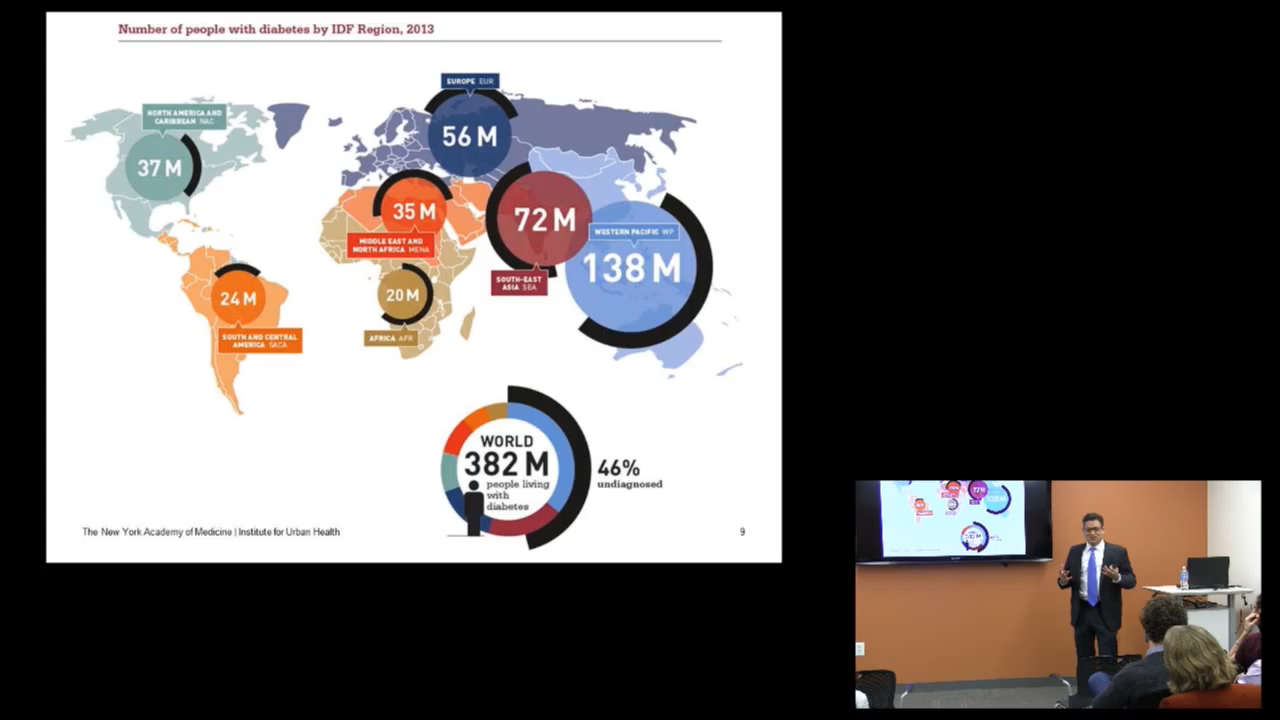 Number of people with diabetes by IDF Region, 2013
EUROPE EUR
56 M
NORTH AMERICA AND
CARIBBEAN NAC
37 M
35 M
MIDDLE EAST AND
NORTH AFRICA MENA
72 M
SOUTH-EAST
ASIA SEA
WESTERN PACIFIC WP
138 M
24 M
SOUTH AND CENTRAL
AMERICA SACA
20 M
AFRICA AFR
WORLD
382 M
people living
with
diabetes
46%
undiagnosed
The New York Academy of Medicine | Institute for Urban Health
9